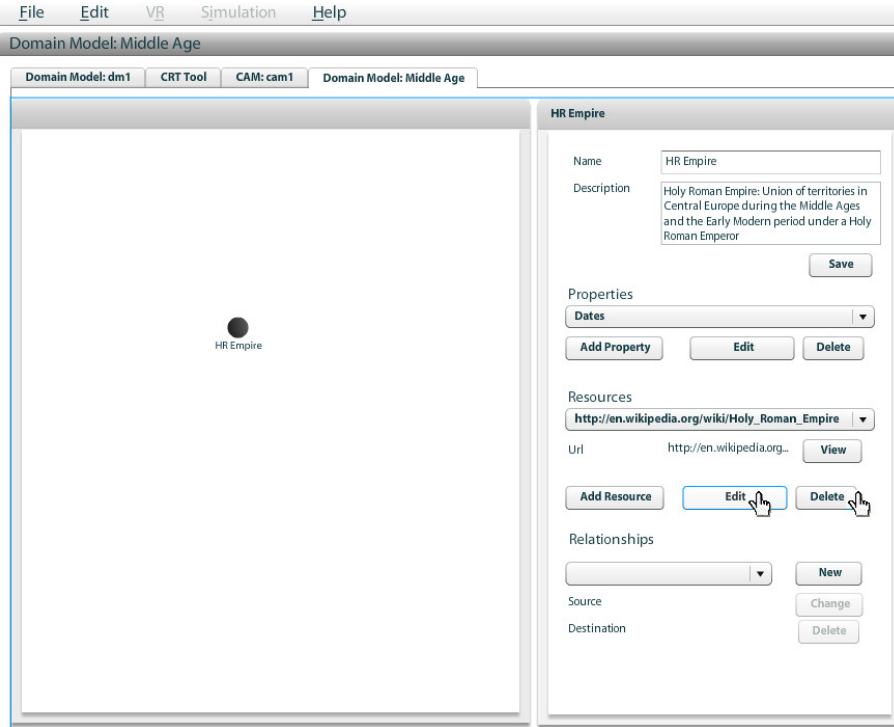 File Edit VR Simulation Help
Domain Model: Middle Age
Domain Model: dm1 CRT Tool CAM: cam1 Domain Model: Middle Age
HR Empire
HR Empire
Name HR Empire
Description Holy Roman Empire: Union of territories in
Central Europe during the Middle Ages
and the Early Modern period under a Holy
Roman Emperor
Save
Properties
Dates
Add Property Edit Delete
Resources
http://en.wikipedia.org/wiki/Holy_Roman_Empire
Url http://en.wikipedia.org... View
Add Resource Edit Delete
Relationships
New
Source Change
Destination Delete